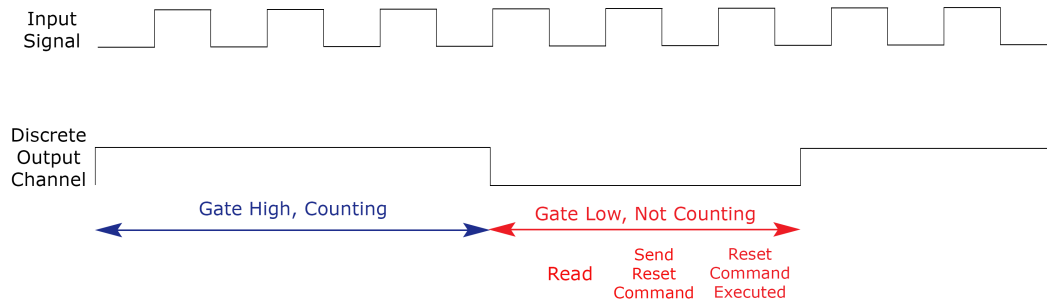 Input
Signal
Discrete
Output
Channel
Gate High, Counting
Gate Low, Not Counting
Read
Send
Reset
Command
Reset
Command
Executed